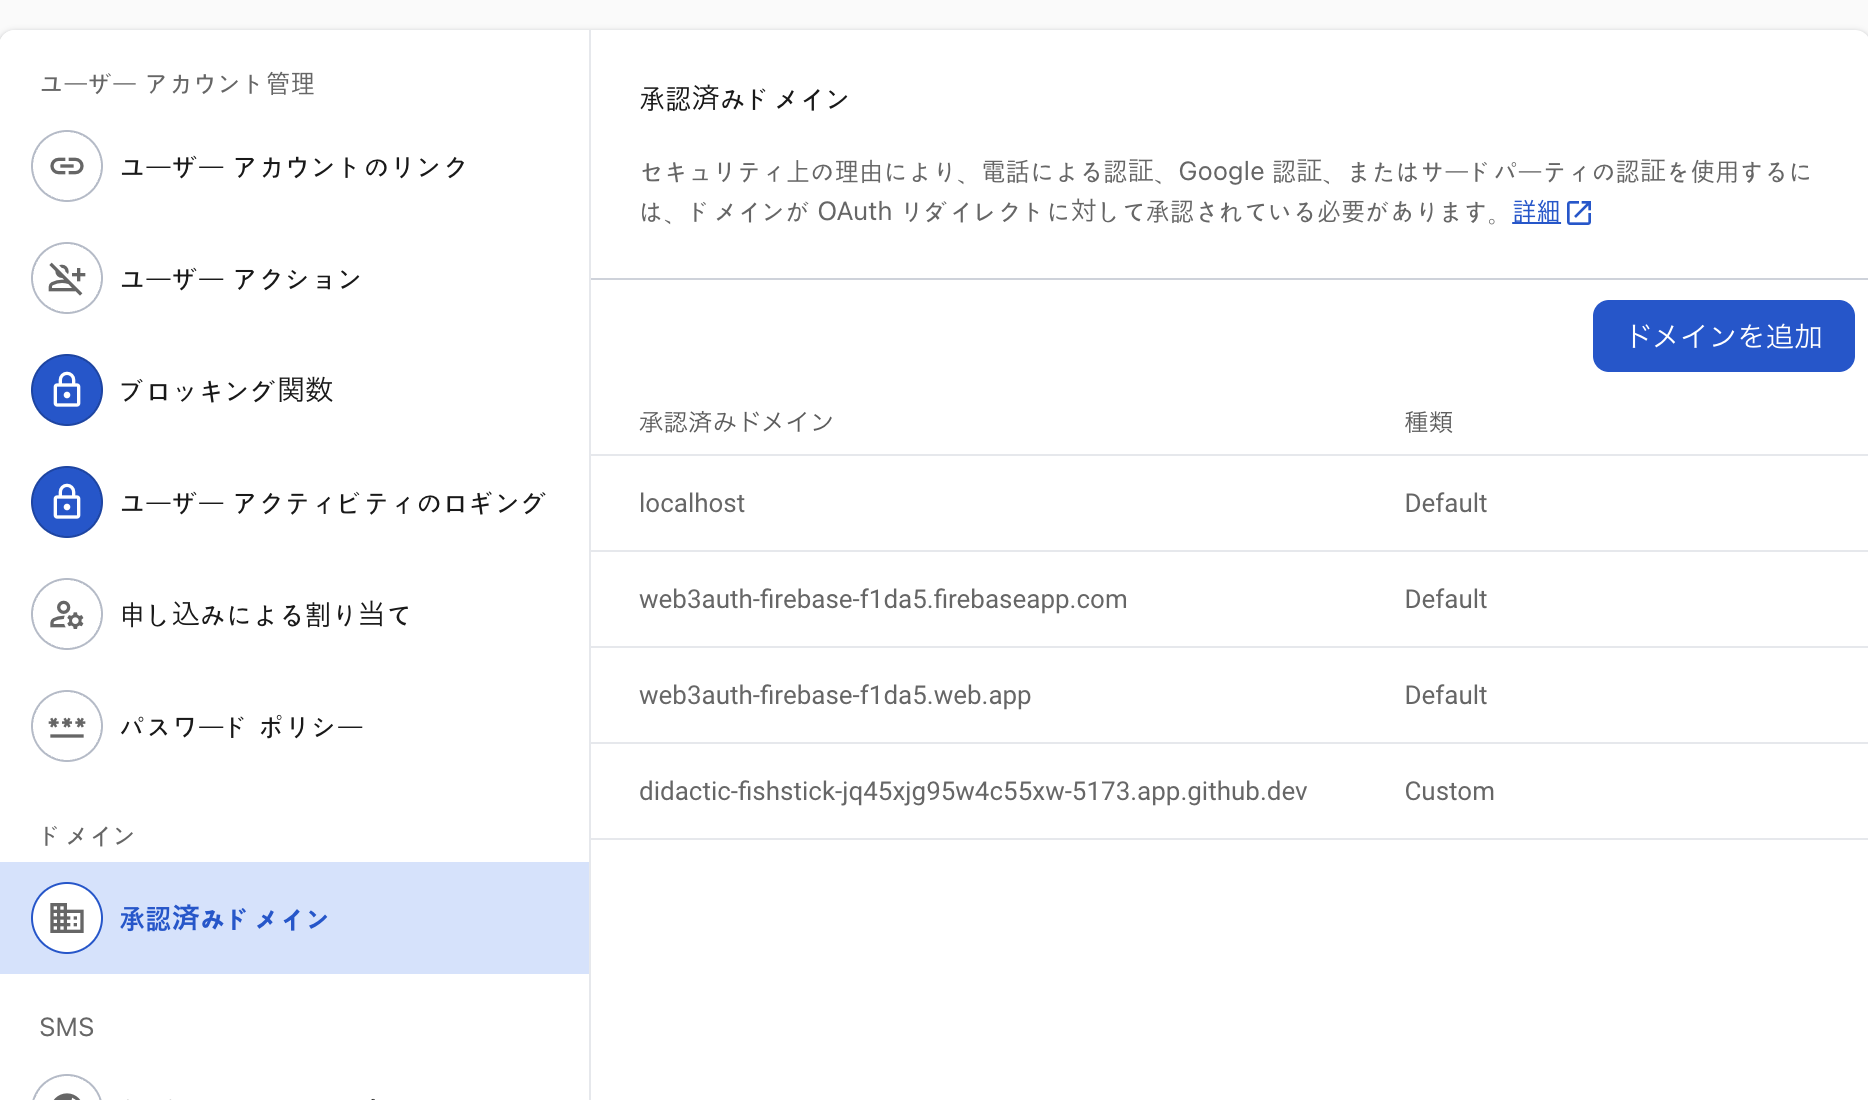 ユーザー アカウント管理
ユーザー アカウントのリンク
ユーザー アクション
ブロッキング関数
ユーザー アクティビティのロギング
申し込みによる割り当て
パスワード ポリシー
ドメイン
承認済みドメイン
SMS
承認済みドメイン
セキュリティ上の理由により、電話による認証、Google 認証、またはサードパーティの認証を使用するに
は、ドメインが OAuth リダイレクトに対して承認されている必要があります。詳細
ドメインを追加
承認済みドメイン 種類
localhost Default
web3auth-firebase-f1da5.firebaseapp.com Default
web3auth-firebase-f1da5.web.app Default
didactic-fishstick-jq45xjg95w4c55xw-5173.app.github.dev Custom